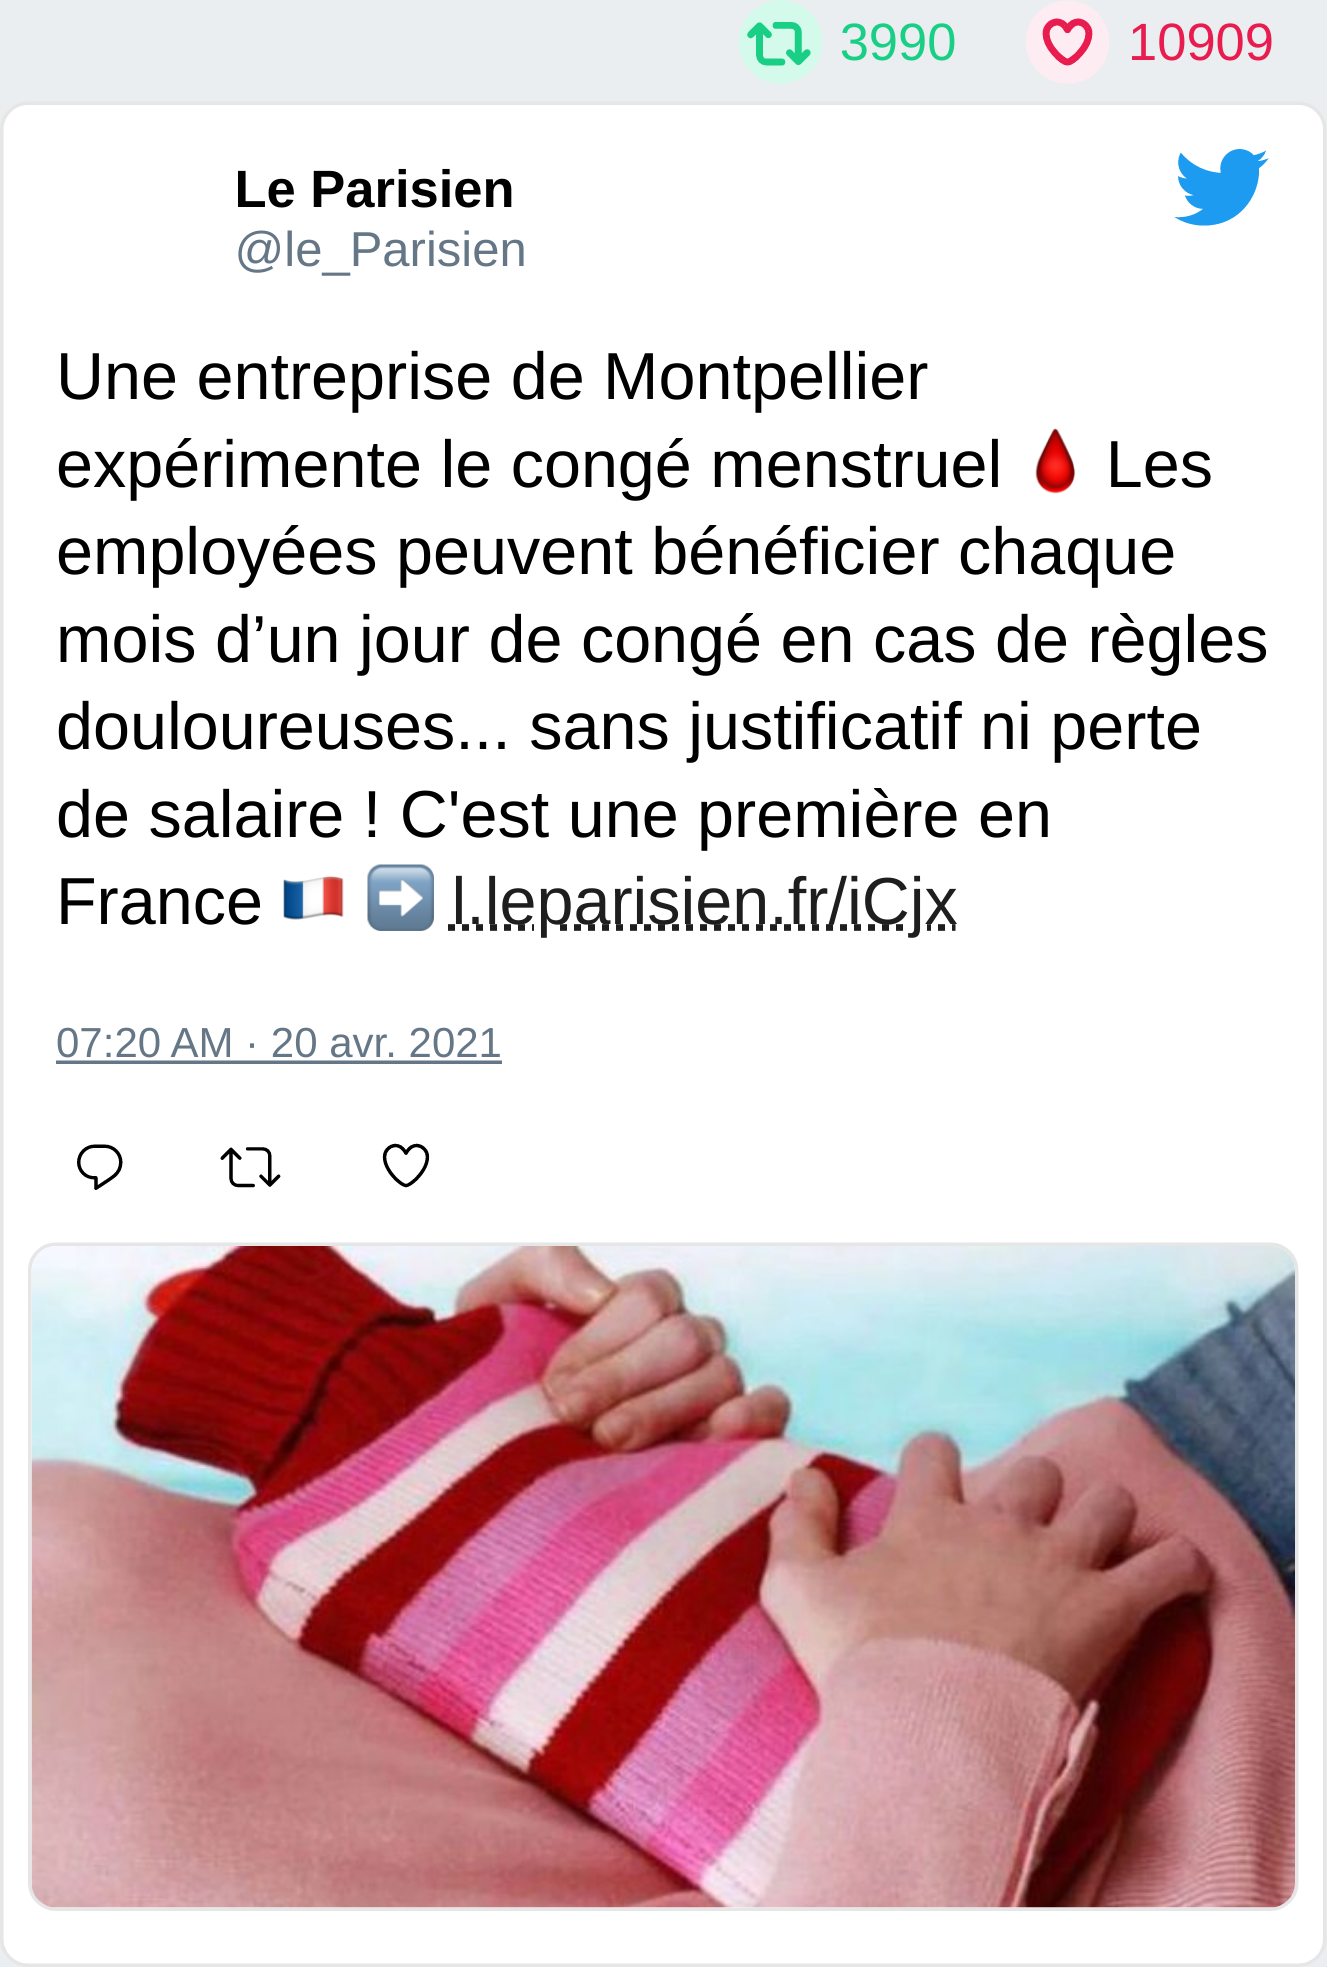 3990 10909
Le Parisien
@le_Parisien
Une entreprise de Montpellier
expérimente le congé menstruel 🩸 Les
employées peuvent bénéficier chaque
mois d’un jour de congé en cas de règles
douloureuses... sans justificatif ni perte
de salaire ! C'est une première en
France 🇫🇷 ➡️ l.leparisien.fr/iCjx
07:20 AM · 20 avr. 2021